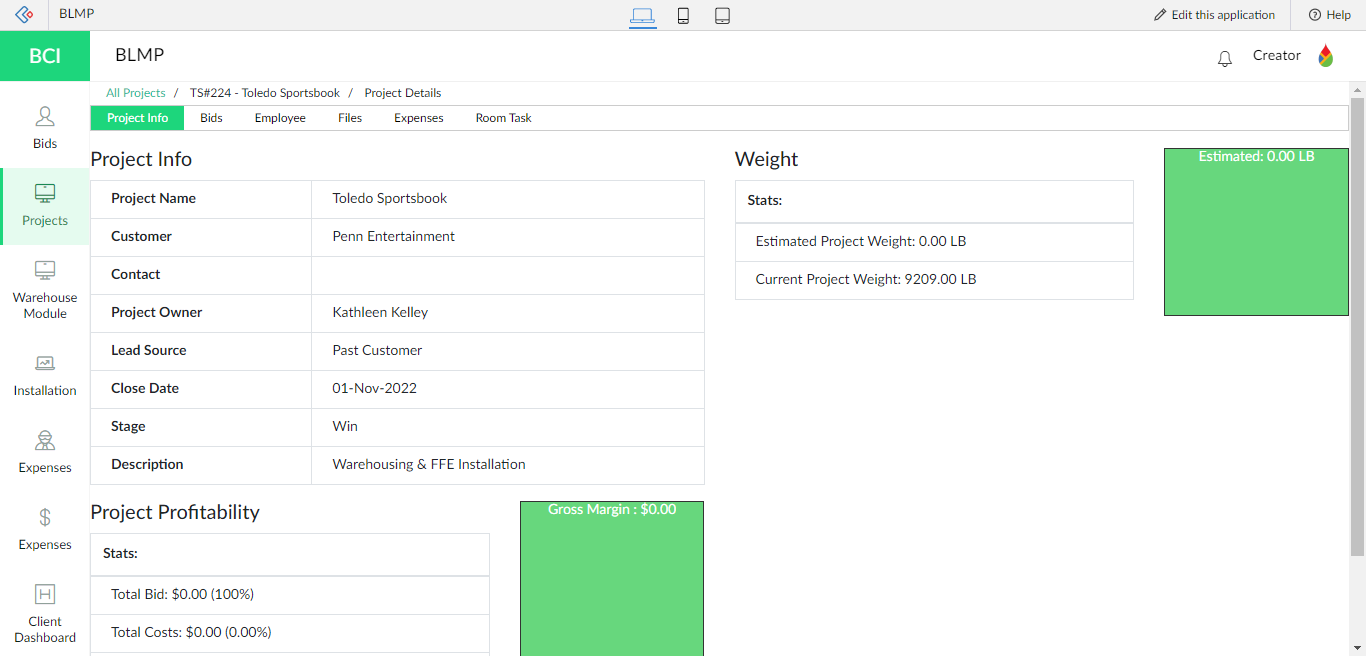 BLMP
Edit this application
Help
BCI
BLMP
Creator
All Projects / TS#224 - Toledo Sportsbook / Project Details
Project Info Bids Employee Files Expenses Room Task
Bids
Projects
Warehouse
Module
Installation
Expenses
$
Expenses
H
Client
Dashboard
Project Info
Project Name Toledo Sportsbook
Customer Penn Entertainment
Contact
Project Owner Kathleen Kelley
Lead Source Past Customer
Close Date 01-Nov-2022
Stage Win
Description Warehousing & FFE Installation
Weight
Stats:
Estimated Project Weight: 0.00 LB
Current Project Weight: 9209.00 LB
Estimated: 0.00 LB
Project Profitability
Stats:
Total Bid: $0.00 (100%)
Total Costs: $0.00 (0.00%)
Gross Margin : $0.00